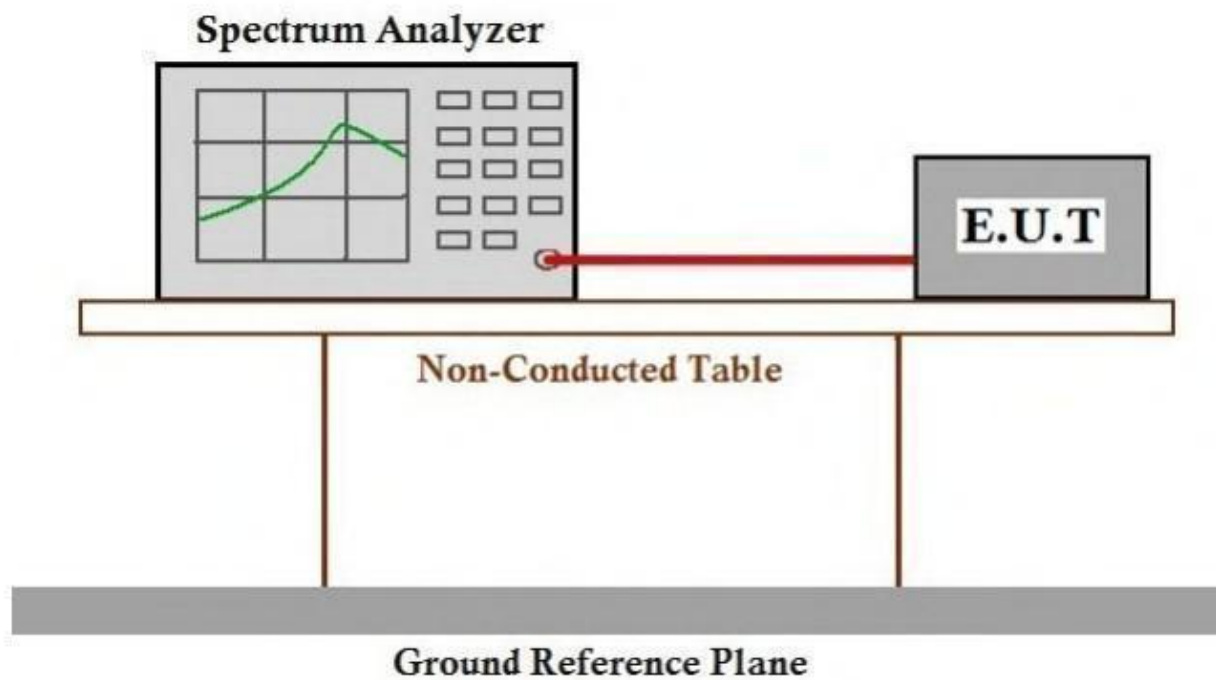 Spectrum Analyzer
E.U.T
Non-Conducted Table
Ground Reference Plane